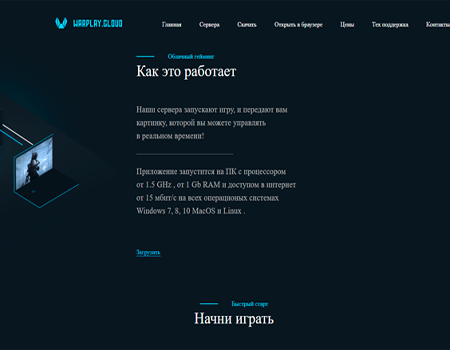 WARPLAY.CLOUD Главная Сервера Скачать Открыть в браузере Цены Тех поддержка Контакты
Облачный гейминг
Как это работает
Наши сервера запускают игру, и передают вам
картинку, которой вы можете управлять
в реальном времени!
Приложение запустится на ПК с процессором
от 1.5 GHz , от 1 Gb RAM и доступом в интернет
от 15 мбит/с на всех операционых системах
Windows 7, 8, 10 MacOS и Linux .
Загрузить
Быстрый старт
Начни играть